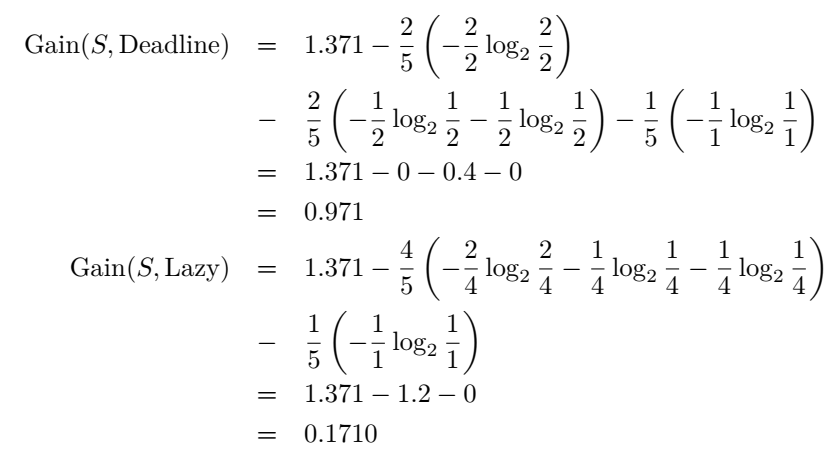 Gain(S, Deadline) = 1.371 − 2/5 (−2/2 log₂ 2/2)
− 2/5 (−1/2 log₂ 1/2 − 1/2 log₂ 1/2) − 1/5 (−1/1 log₂ 1/1)
= 1.371 − 0 − 0.4 − 0
= 0.971
Gain(S, Lazy) = 1.371 − 4/5 (−2/4 log₂ 2/4 − 1/4 log₂ 1/4 − 1/4 log₂ 1/4)
− 1/5 (−1/1 log₂ 1/1)
= 1.371 − 1.2 − 0
= 0.1710